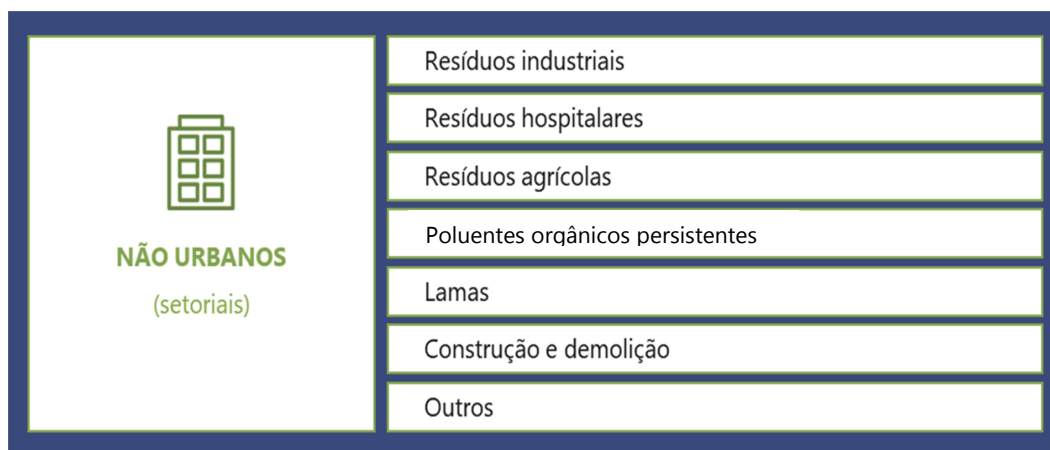 NÃO URBANOS
(setoriais)
Resíduos industriais
Resíduos hospitalares
Resíduos agrícolas
Poluentes orgânicos persistentes
Lamas
Construção e demolição
Outros